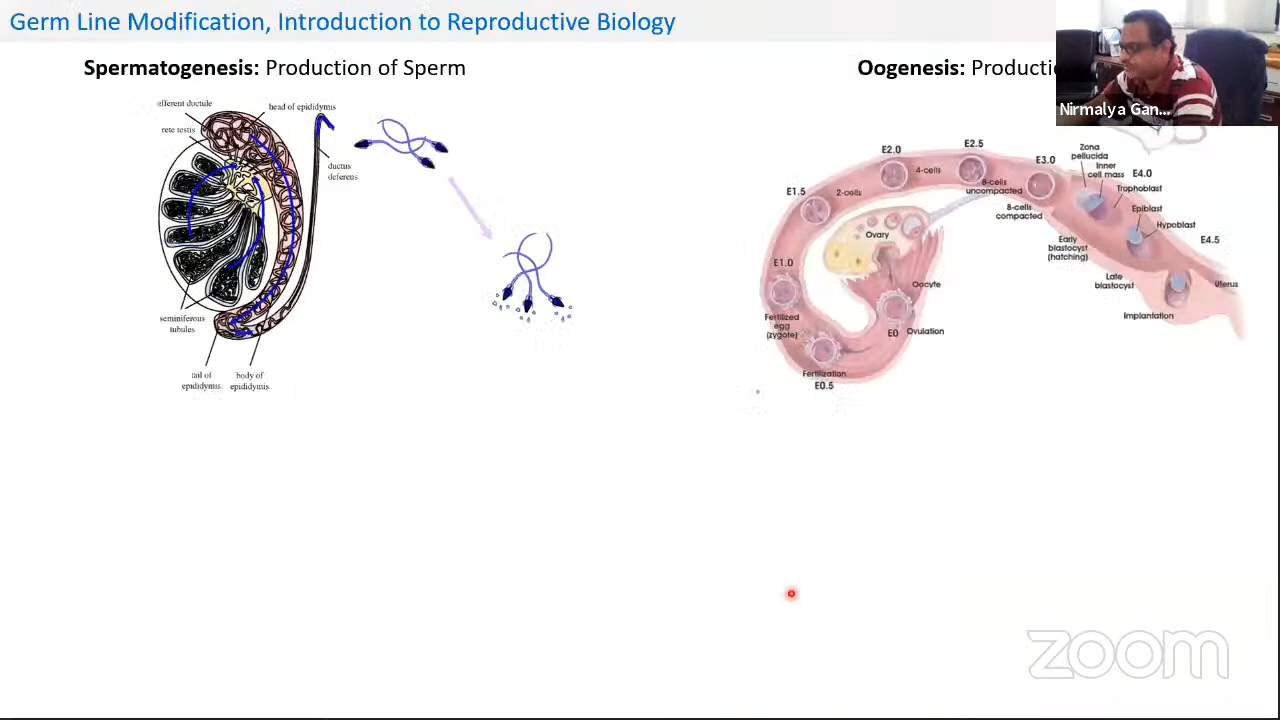 Germ Line Modification, Introduction to Reproductive Biology
Spermatogenesis: Production of Sperm
efferent ductule
head of epididymis
rete testis
ductus
deferens
seminiferous
tubules
tail of
epididymis
body of
epididymis
Oogenesis:
Nirmalya Gan...
E2.0
E2.5
E3.0
Zona
pellucida
Inner
cell mass
E4.0
Trophoblast
4-cells
8-cells
uncompacted
E1.5
2-cells
8-cells
compacted
Epiblast
Hypoblast
Ovary
Early
blastocyst
(hatching)
E4.5
E1.0
Late
blastocyst
Uterus
Oocyte
Fertilized
egg
(zygote)
E0
Ovulation
Implantation
Fertilization
E0.5
zoom